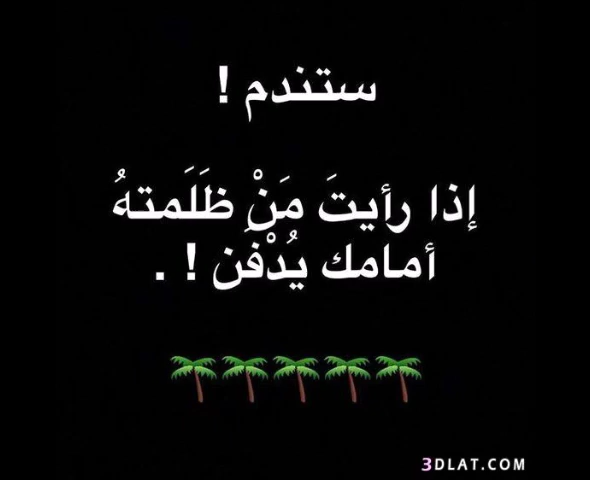 ستندم !
إذا رأيتَ مَنْ ظَلَمتهُ
أمامك يُدْفن ! .
3DLAT.COM